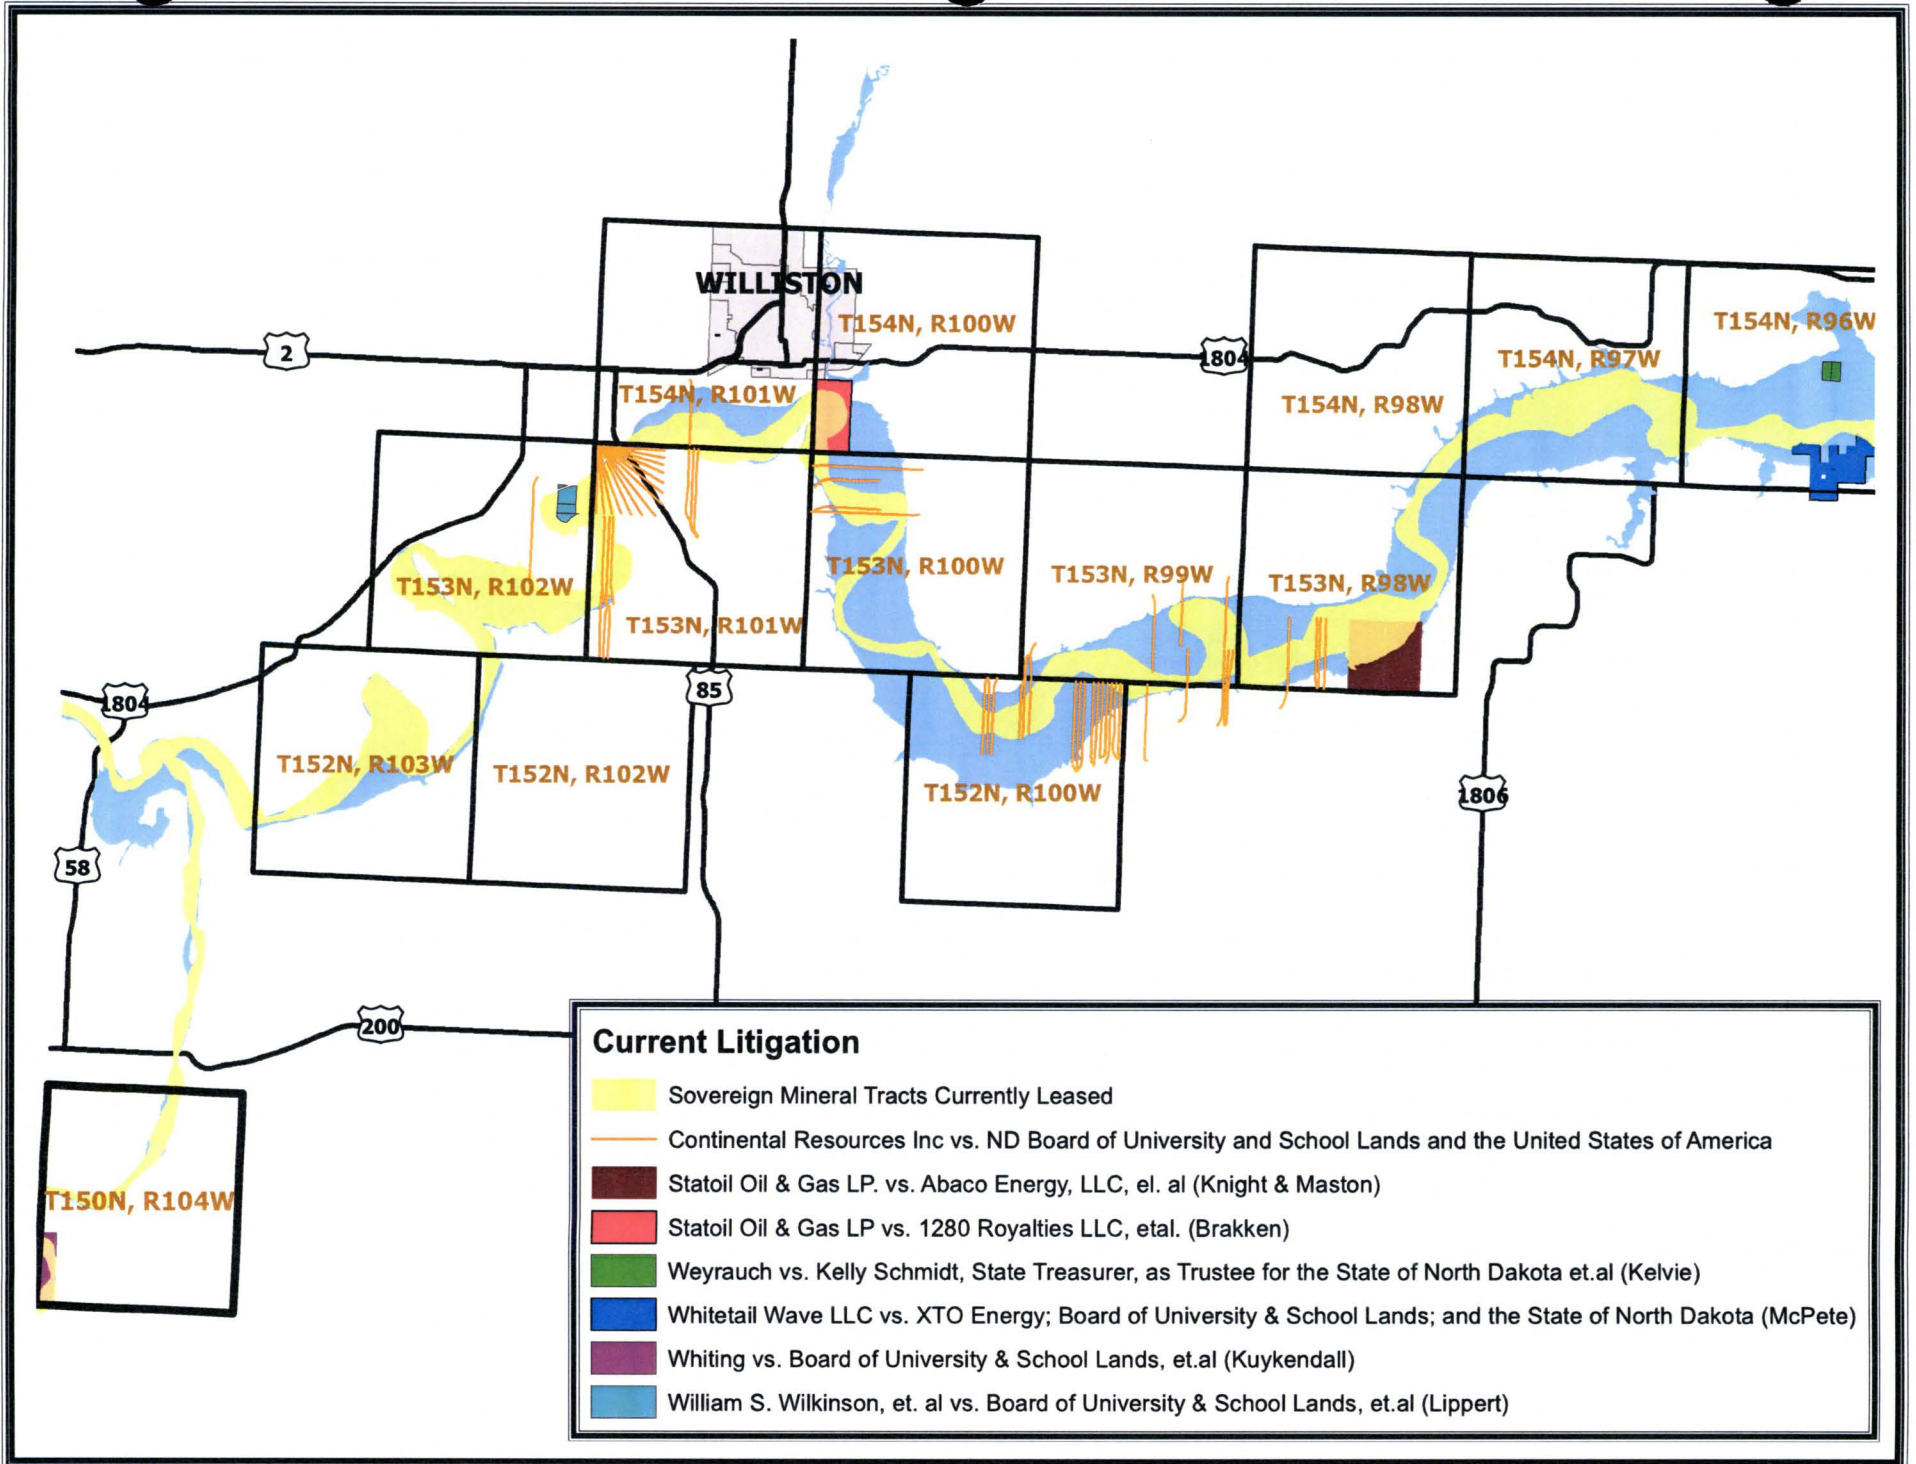 WILLISTON
T154N, R100W
2
1804
T154N, R96W
T154N, R97W
T154N, R101W
T154N, R98W
T153N, R102W
T153N, R100W
T153N, R99W
T153N, R98W
T153N, R101W
1804
85
T152N, R103W
T152N, R102W
T152N, R100W
1806
58
200
T150N, R104W
Current Litigation
Sovereign Mineral Tracts Currently Leased
Continental Resources Inc vs. ND Board of University and School Lands and the United States of America
Statoil Oil & Gas LP. vs. Abaco Energy, LLC, el. al (Knight & Maston)
Statoil Oil & Gas LP vs. 1280 Royalties LLC, etal. (Brakken)
Weyrauch vs. Kelly Schmidt, State Treasurer, as Trustee for the State of North Dakota et.al (Kelvie)
Whitetail Wave LLC vs. XTO Energy; Board of University & School Lands; and the State of North Dakota (McPete)
Whiting vs. Board of University & School Lands, et.al (Kuykendall)
William S. Wilkinson, et. al vs. Board of University & School Lands, et.al (Lippert)